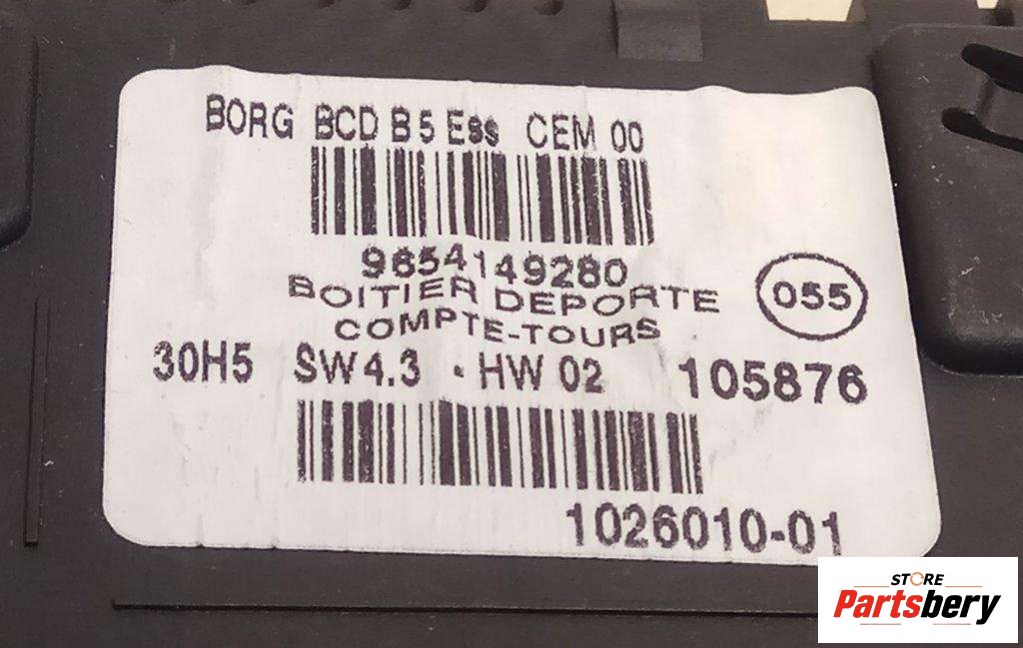 BORG BCD B5 Ess CEM 00
9654149280
BOITIER DEPORTE
COMPTE-TOURS
055
30H5 SW4.3 . HW 02 105876
1026010-01
STORE
Partsbery